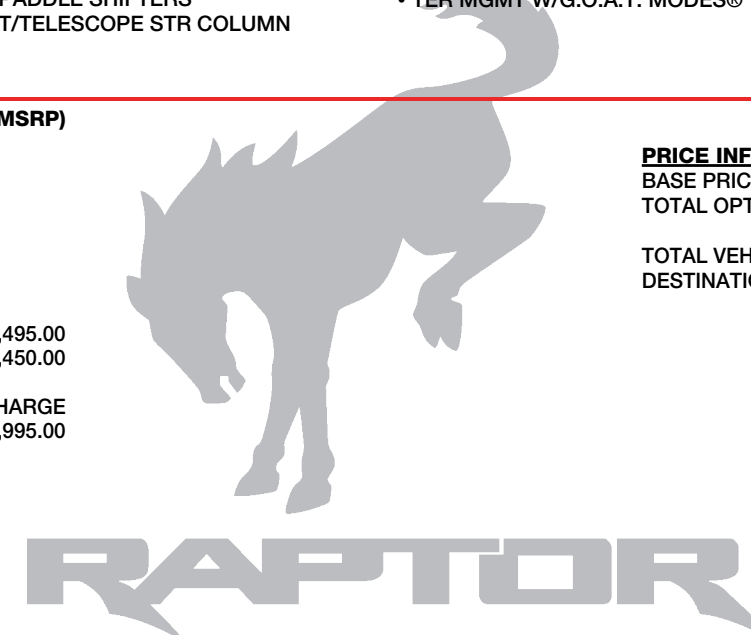 PADDLE SHIFTERS
T/TELESCOPE STR COLUMN
• TER MGMT W/G.O.A.T. MODES®
MSRP)
,495.00
,450.00
HARGE
,995.00
PRICE INF
BASE PRIC
TOTAL OPT
TOTAL VEH
DESTINATIO
RAPTOR